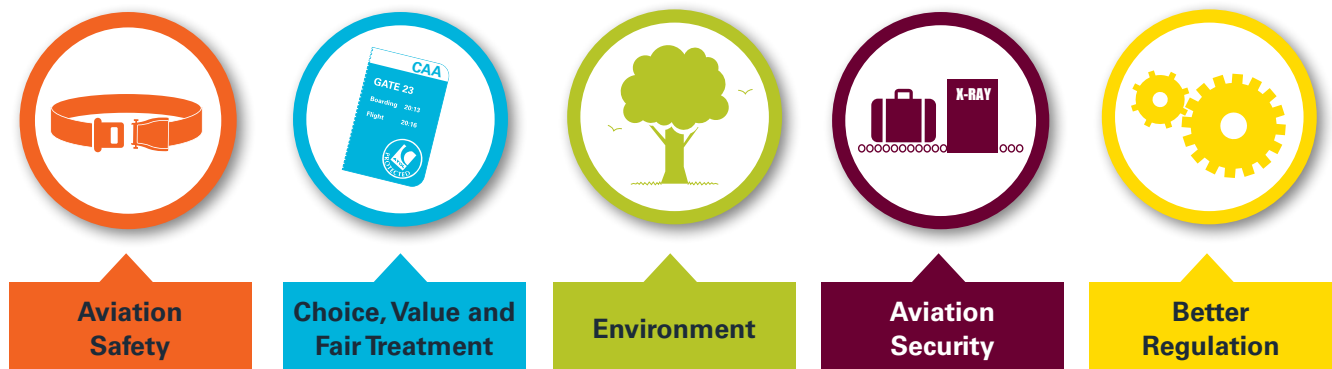 CAA
GATE 23
Boarding 20:13
Flight 20:16
PROTECTED
X-RAY
Aviation
Safety
Choice, Value and
Fair Treatment
Environment
Aviation
Security
Better
Regulation